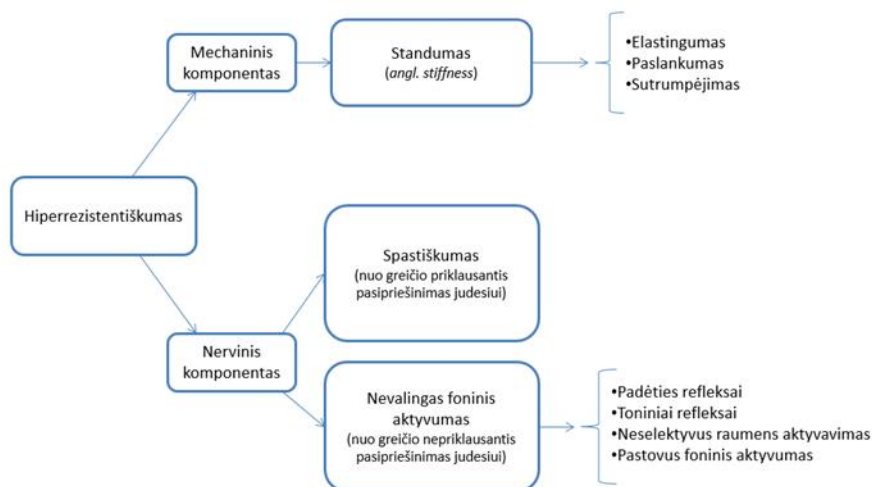 Mechaninis
komponentas
Standumas
(angl. stiffness)
•Elastingumas
•Paslankumas
•Sutrumpėjimas
Hiperrezistentiškumas
Spastiškumas
(nuo greičio priklausantis
pasipriešinimas judesiui)
Nervinis
komponentas
Nevalingas foninis
aktyvumas
(nuo greičio nepriklausantis
pasipriešinimas judesiui)
•Padėties refleksai
•Toniniai refleksai
•Neselektyvus raumens aktyvavimas
•Pastovus foninis aktyvumas